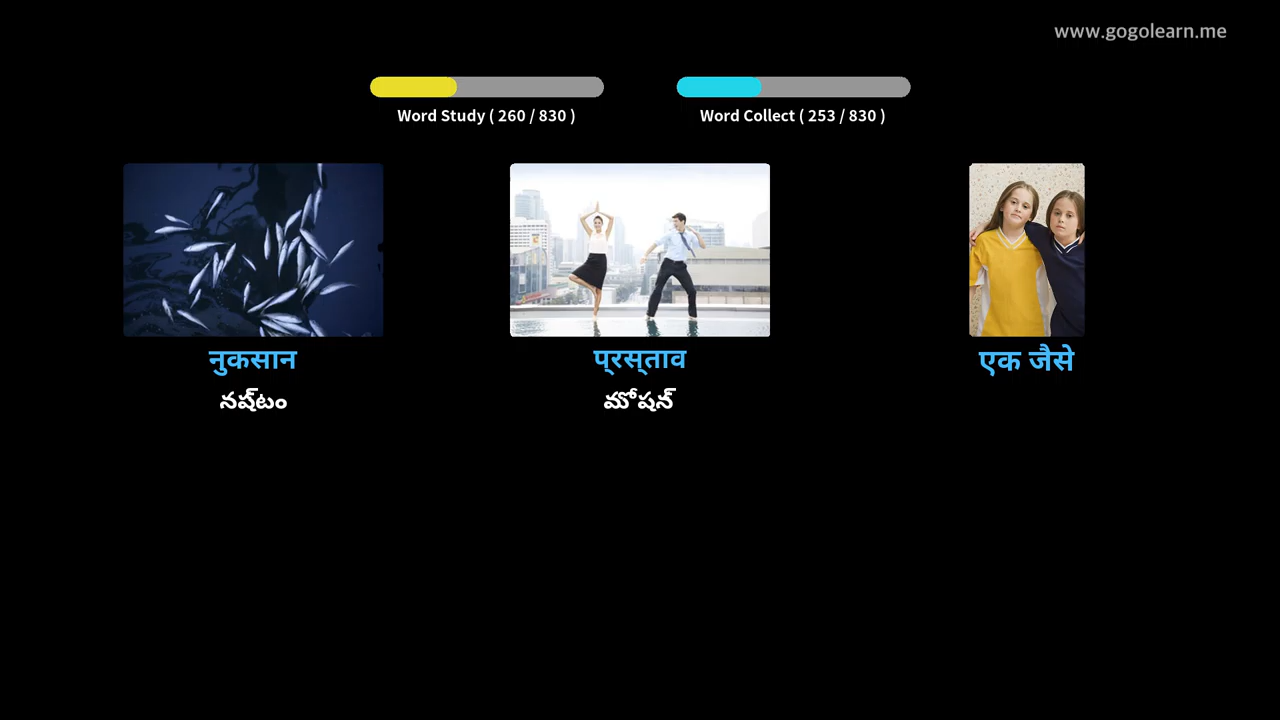 www.gogolearn.me
Word Study ( 260 / 830 )
Word Collect ( 253 / 830 )
नुकसान
प्रस्ताव
एक जैसे
నష్టం
మోషన్